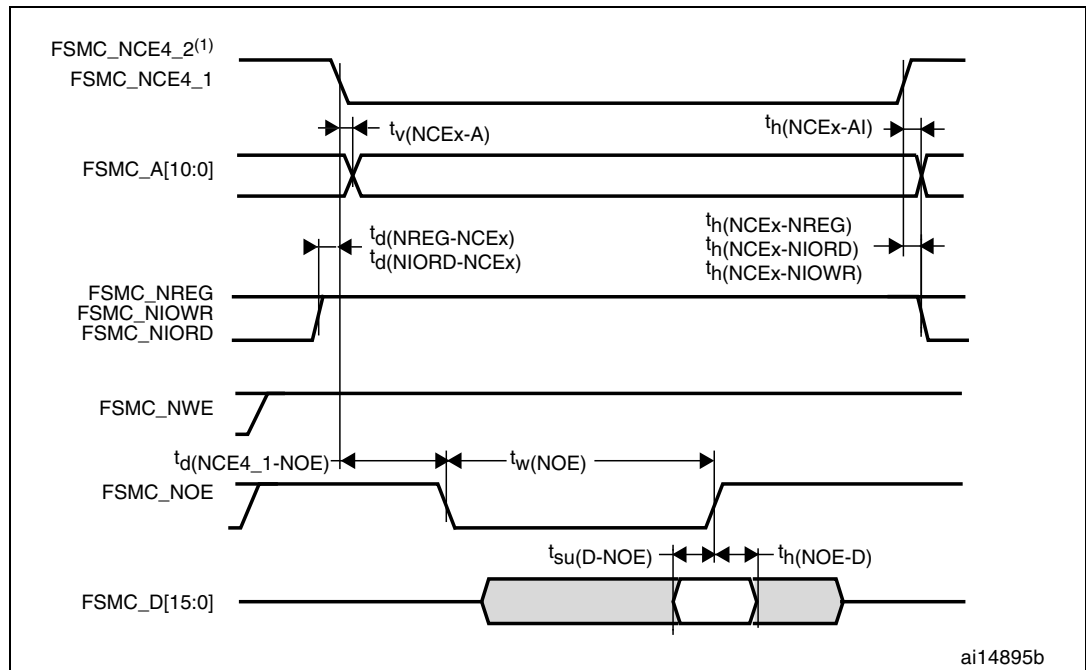 FSMC_NCE4_2(1)
FSMC_NCE4_1
tv(NCEx-A)
th(NCEx-AI)
FSMC_A[10:0]
td(NREG-NCEx)
td(NIORD-NCEx)
th(NCEx-NREG)
th(NCEx-NIORD)
th(NCEx-NIOWR)
FSMC_NREG
FSMC_NIOWR
FSMC_NIORD
FSMC_NWE
td(NCE4_1-NOE)
tw(NOE)
FSMC_NOE
tsu(D-NOE)
th(NOE-D)
FSMC_D[15:0]
ai14895b